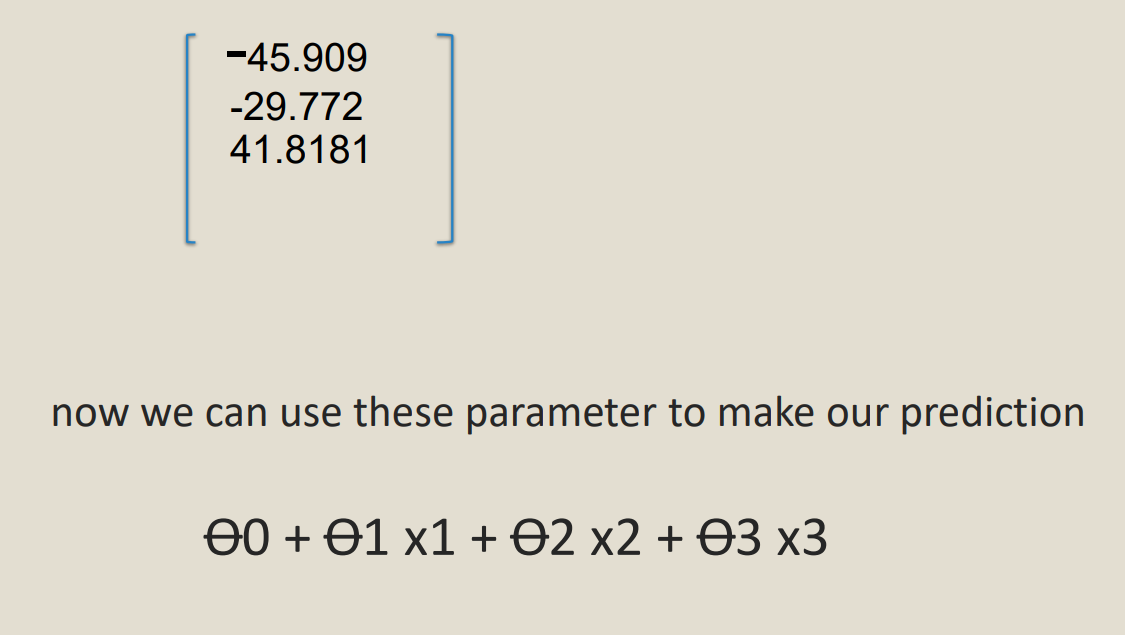 -45.909
-29.772
41.8181
now we can use these parameter to make our prediction
ϴ0 + ϴ1 x1 + ϴ2 x2 + ϴ3 x3